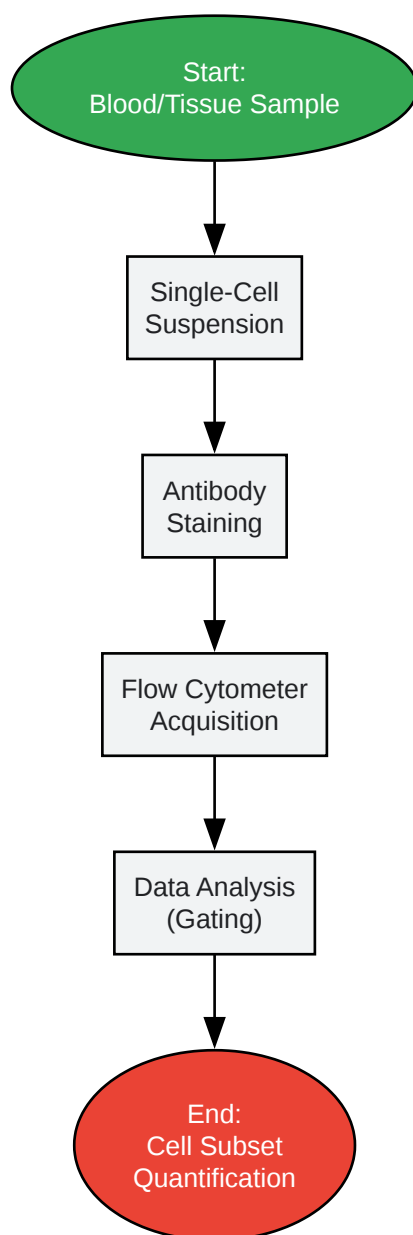 Start:
Blood/Tissue Sample
Single-Cell
Suspension
Antibody
Staining
Flow Cytometer
Acquisition
Data Analysis
(Gating)
End:
Cell Subset
Quantification